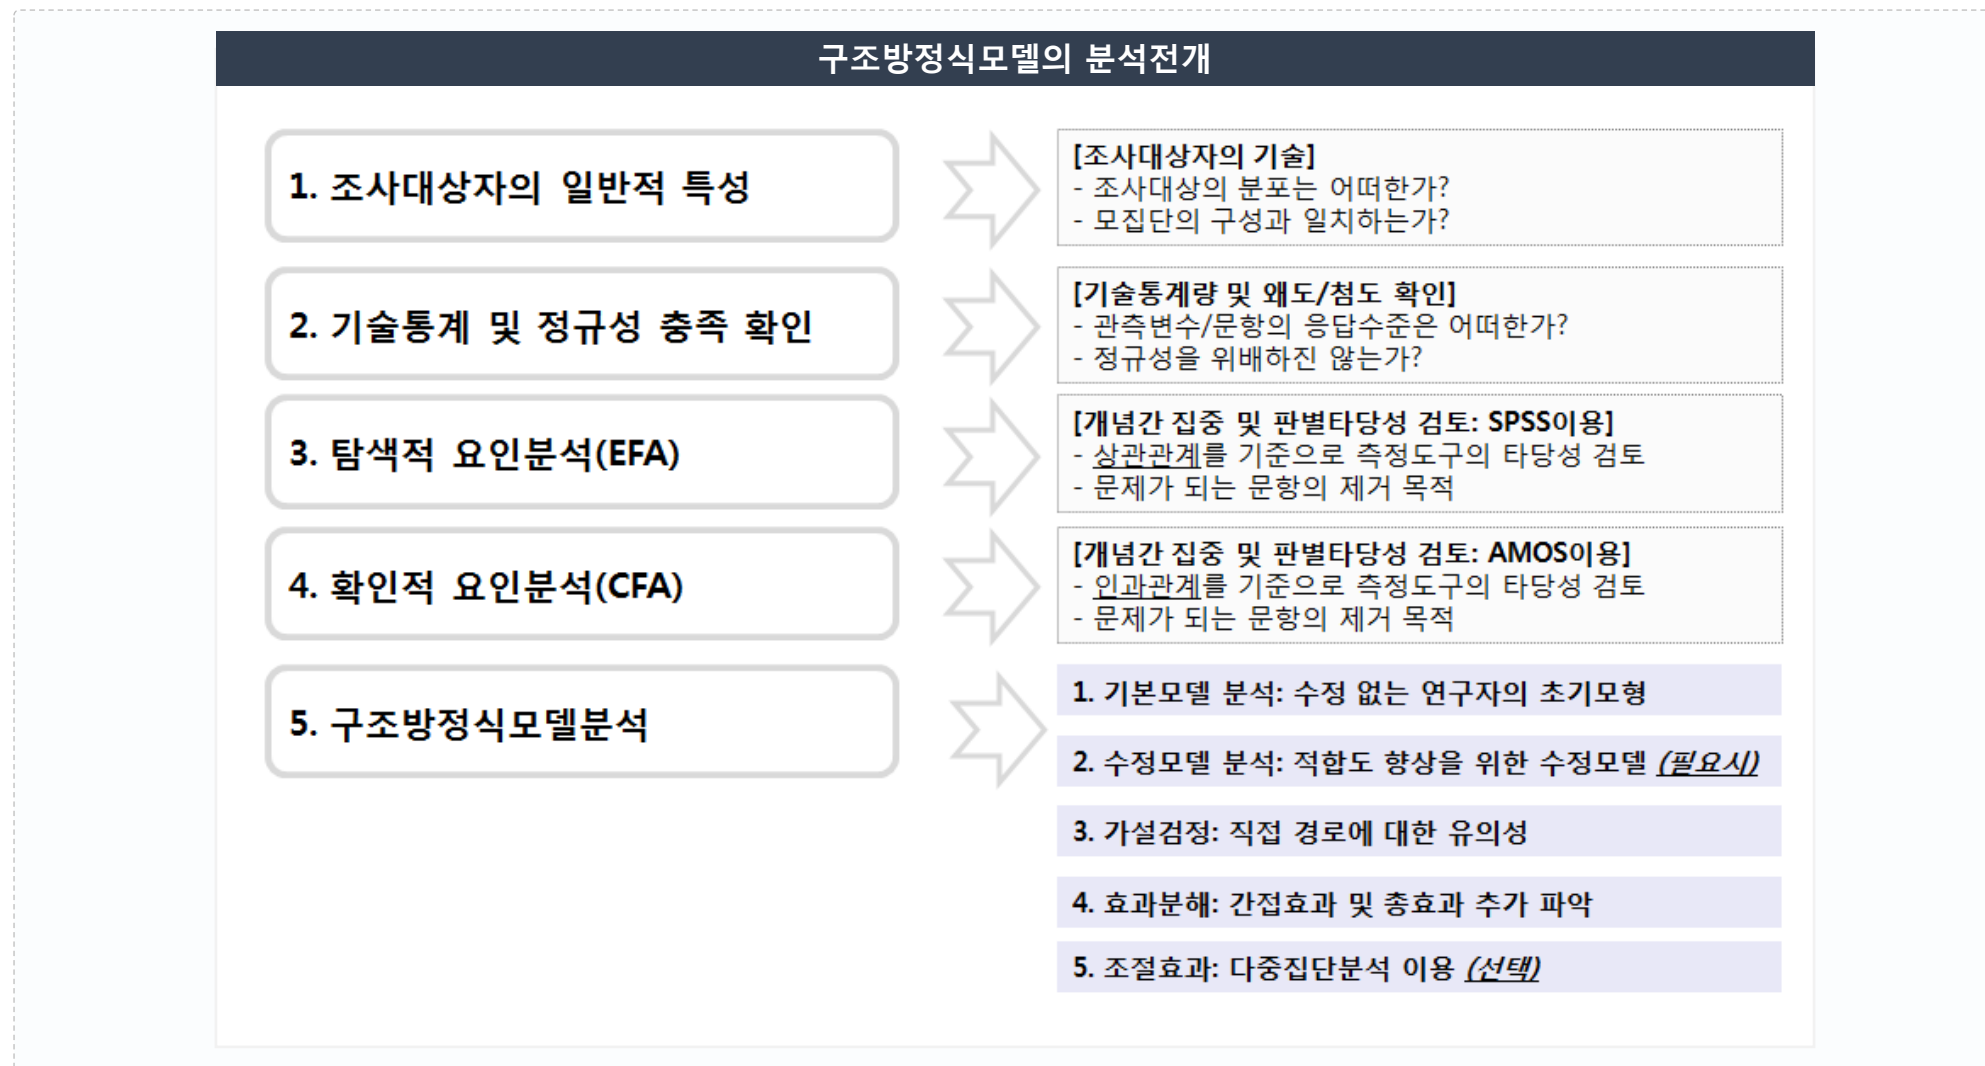 구조방정식모델의 분석전개
1. 조사대상자의 일반적 특성
[조사대상자의 기술]
- 조사대상의 분포는 어떠한가?
- 모집단의 구성과 일치하는가?
2. 기술통계 및 정규성 충족 확인
[기술통계량 및 왜도/첨도 확인]
- 관측변수/문항의 응답수준은 어떠한가?
- 정규성을 위배하진 않는가?
3. 탐색적 요인분석(EFA)
[개념간 집중 및 판별타당성 검토: SPSS이용]
- 상관관계를 기준으로 측정도구의 타당성 검토
- 문제가 되는 문항의 제거 목적
4. 확인적 요인분석(CFA)
[개념간 집중 및 판별타당성 검토: AMOS이용]
- 인과관계를 기준으로 측정도구의 타당성 검토
- 문제가 되는 문항의 제거 목적
5. 구조방정식모델분석
1. 기본모델 분석: 수정 없는 연구자의 초기모형
2. 수정모델 분석: 적합도 향상을 위한 수정모델 (필요시)
3. 가설검정: 직접 경로에 대한 유의성
4. 효과분해: 간접효과 및 총효과 추가 파악
5. 조절효과: 다중집단분석 이용 (선택)